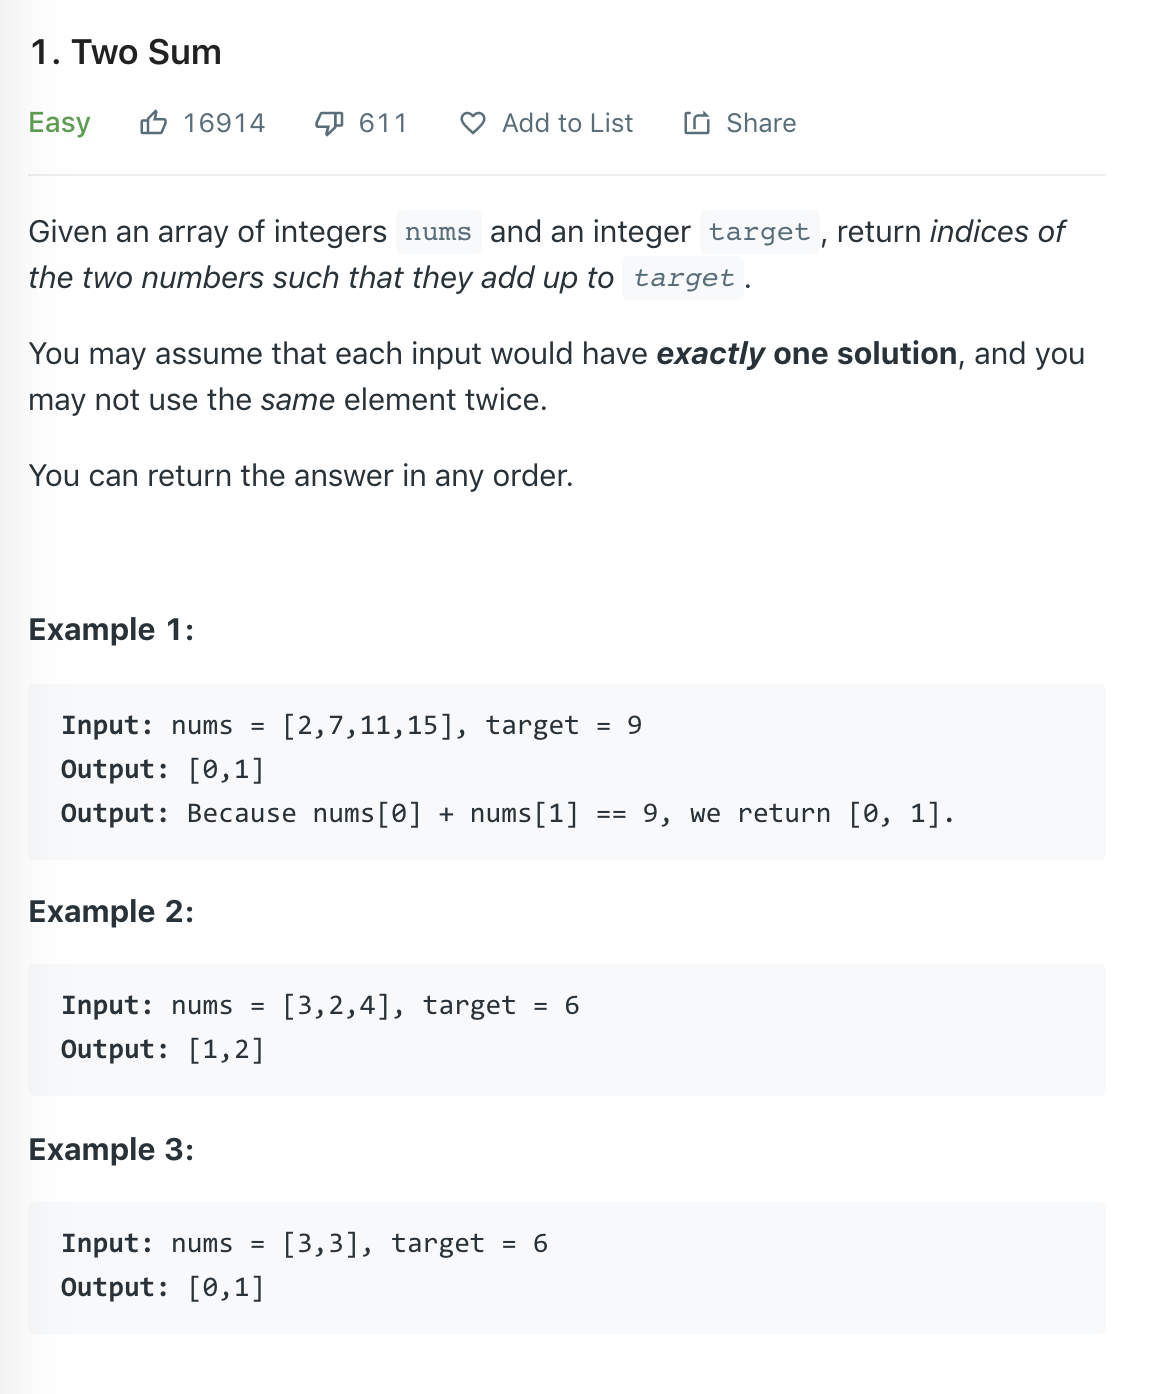 1. Two Sum
Easy 16914 611 Add to List Share
Given an array of integers nums and an integer target, return indices of
the two numbers such that they add up to target.
You may assume that each input would have exactly one solution, and you
may not use the same element twice.
You can return the answer in any order.
Example 1:
Input: nums = [2,7,11,15], target = 9
Output: [0,1]
Output: Because nums[0] + nums[1] == 9, we return [0, 1].
Example 2:
Input: nums = [3,2,4], target = 6
Output: [1,2]
Example 3:
Input: nums = [3,3], target = 6
Output: [0,1]